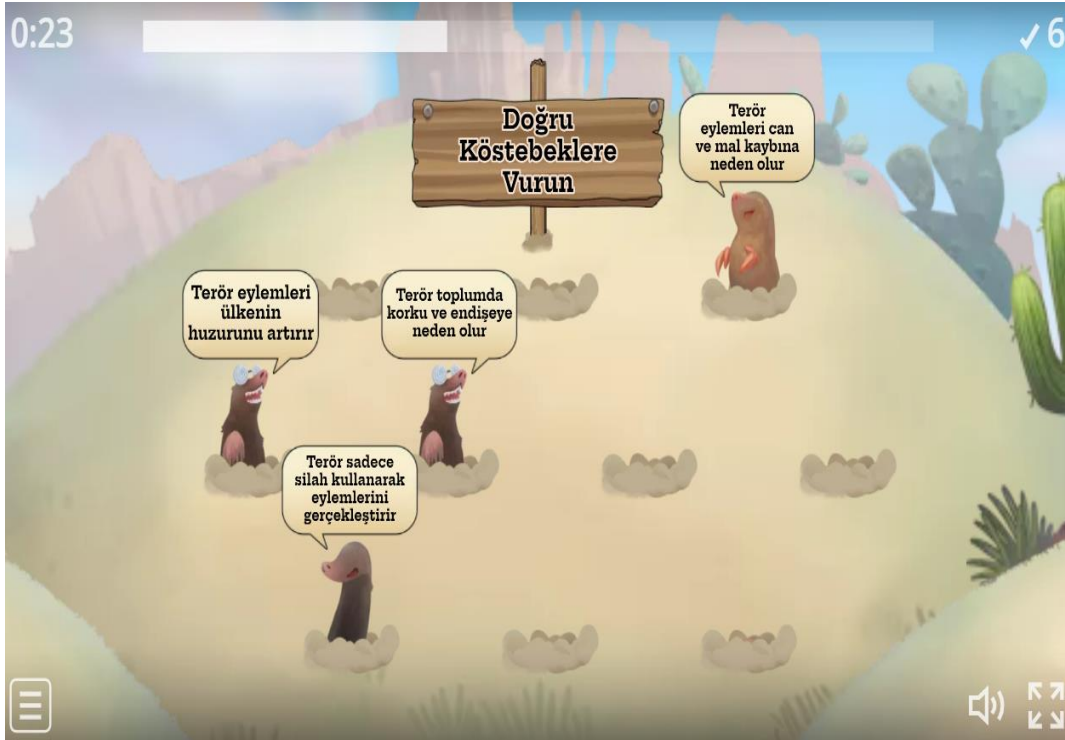 0:23
✓6
Doğru
Köstebeklere
Vurun
Terör
eylemleri can
ve mal kaybına
neden olur
Terör eylemleri
ülkenin
huzurunu artırır
Terör toplumda
korku ve endişeye
neden olur
Terör sadece
silah kullanarak
eylemlerini
gerçekleştirir